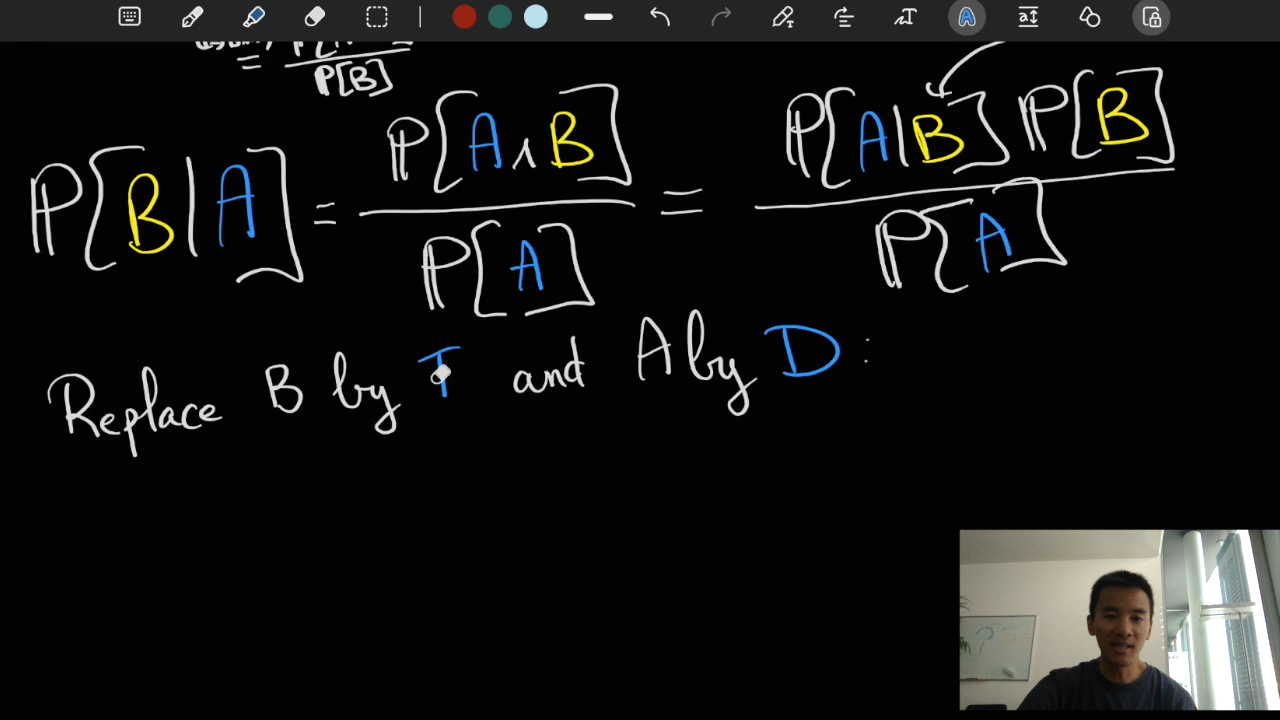 P[B]
P[B|A] = P[A∧B] / P[A] = P[A|B] P[B] / P[A]
Replace B by T and A by D: